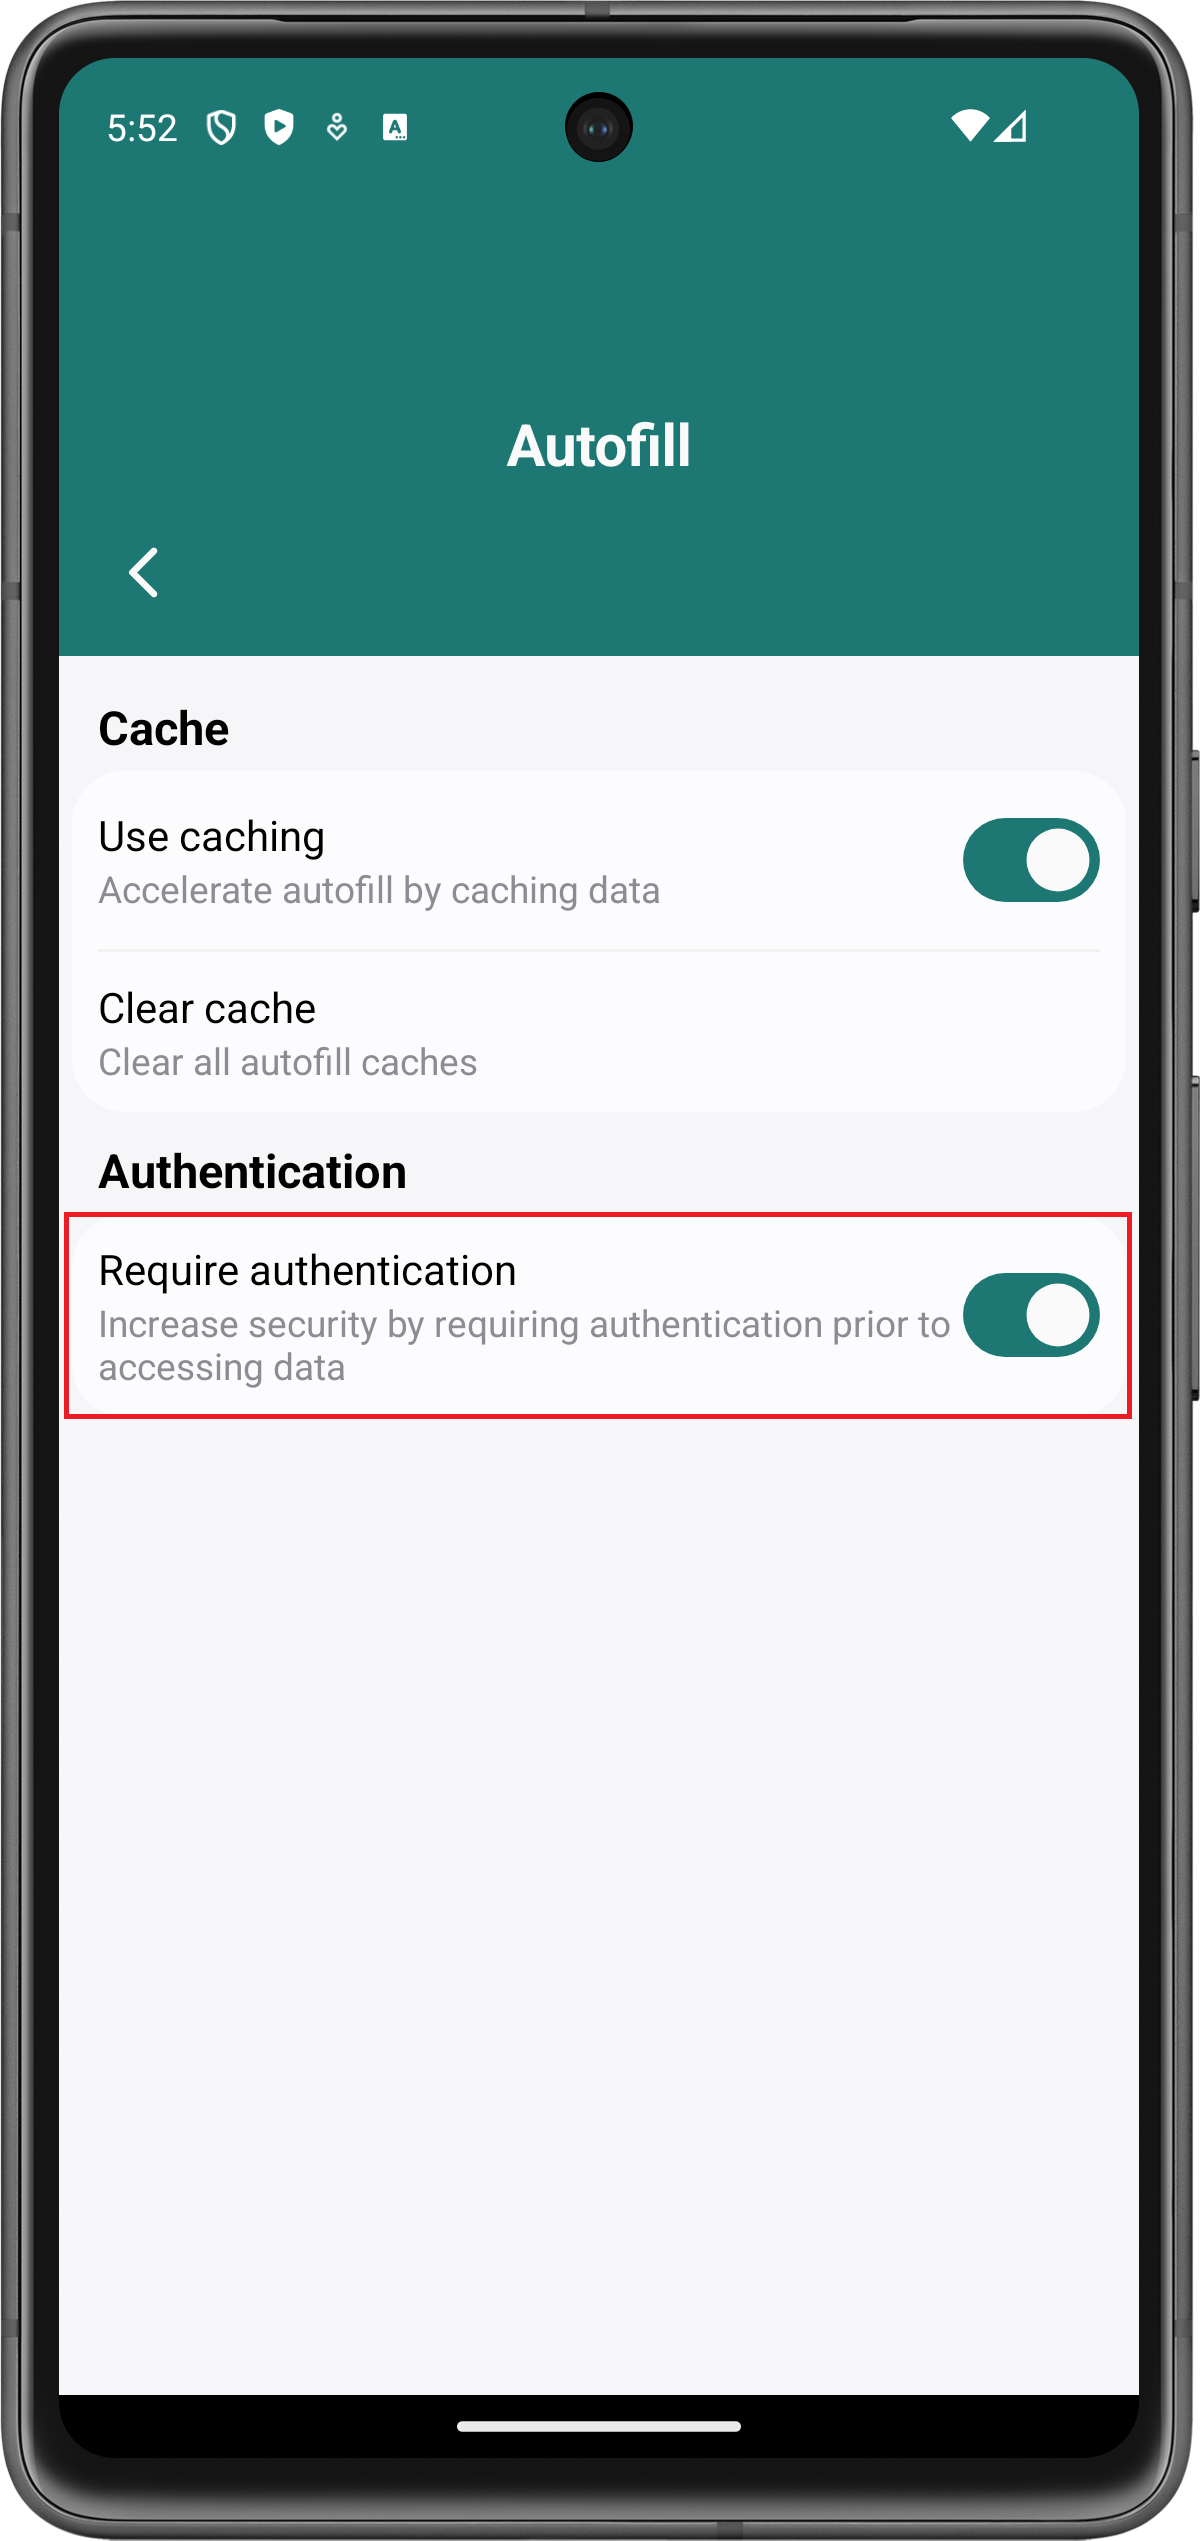 5:52
Autofill
Cache
Use caching
Accelerate autofill by caching data
Clear cache
Clear all autofill caches
Authentication
Require authentication
Increase security by requiring authentication prior to
accessing data